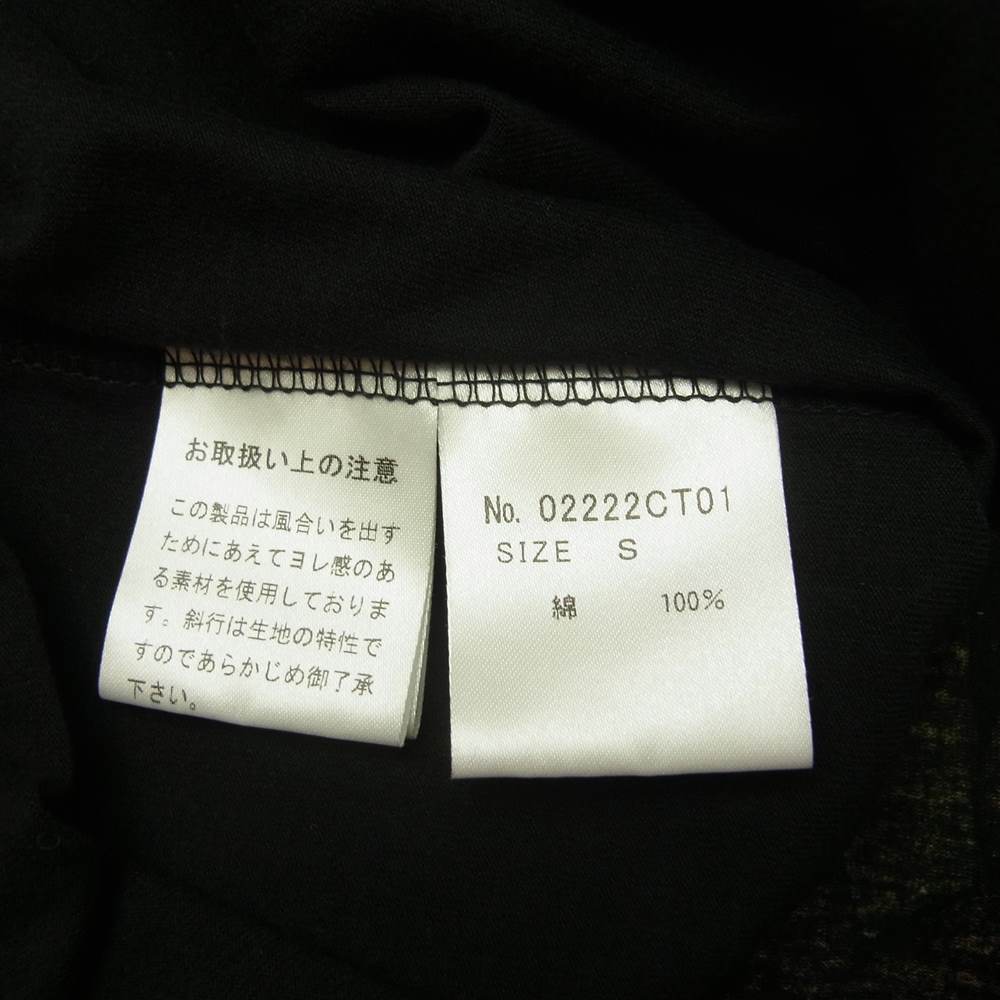 お取扱い上の注意
この製品は風合いを出す
ためにあえてヨレ感のあ
る素材を使用しておりま
す。斜行は生地の特性で
すのであらかじめ御了承
下さい。
No. 02222CT01
SIZE S
綿 100%